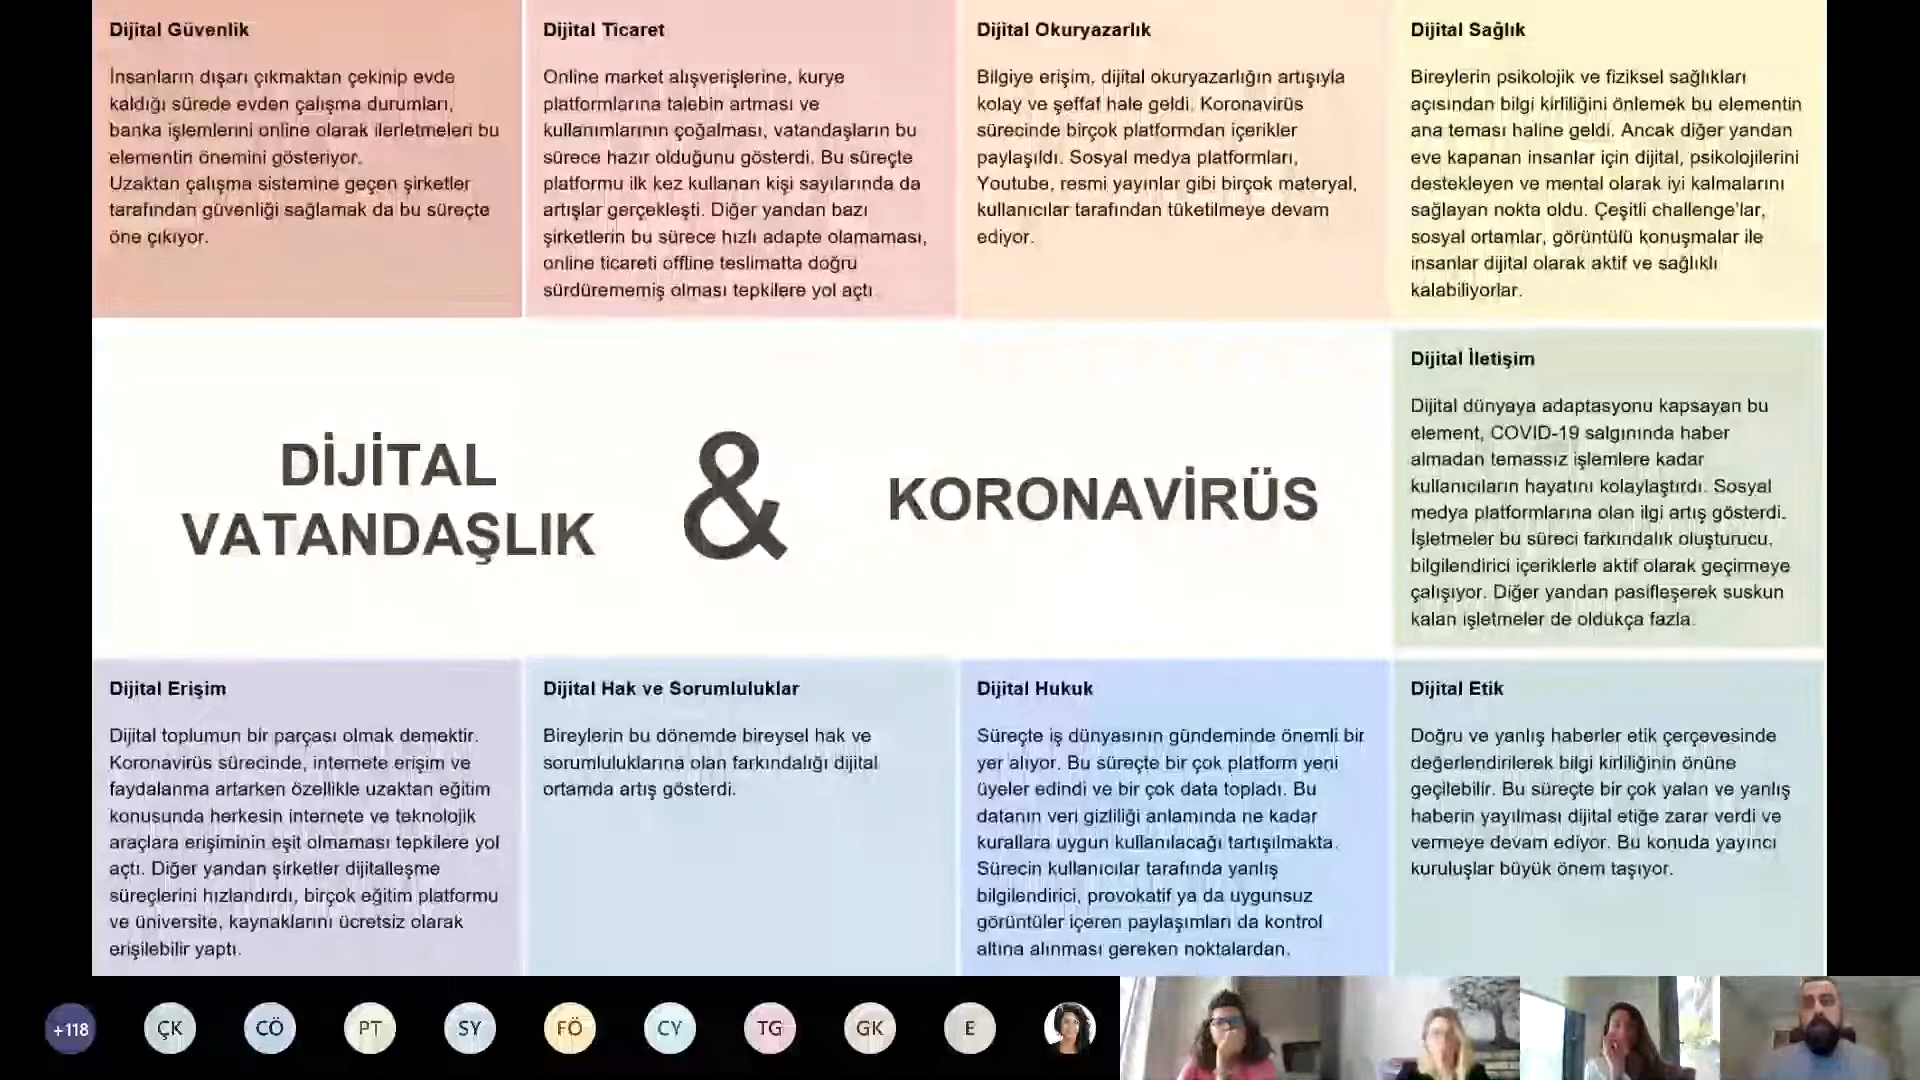 Dijital Güvenlik
İnsanların dışarı çıkmaktan çekinip evde
kaldığı sürede evden çalışma durumları,
banka işlemlerini online olarak ilerletmeleri bu
elementin önemini gösteriyor.
Uzaktan çalışma sistemine geçen şirketler
tarafından güvenliği sağlamak da bu süreçte
öne çıkıyor.
Dijital Ticaret
Online market alışverişlerine, kurye
platformlarına talebin artması ve
kullanımlarının çoğalması, vatandaşların bu
sürece hazır olduğunu gösterdi. Bu süreçte
platformu ilk kez kullanan kişi sayılarında da
artışlar gerçekleşti. Diğer yandan bazı
şirketlerin bu sürece hızlı adapte olamaması,
online ticareti offline teslimatta doğru
sürdürememiş olması tepkilere yol açtı
Dijital Okuryazarlık
Bilgiye erişim, dijital okuryazarlığın artışıyla
kolay ve şeffaf hale geldi. Koronavirüs
sürecinde birçok platformdan içerikler
paylaşıldı. Sosyal medya platformları,
Youtube, resmi yayınlar gibi birçok materyal,
kullanıcılar tarafından tüketilmeye devam
ediyor.
Dijital Sağlık
Bireylerin psikolojik ve fiziksel sağlıkları
açısından bilgi kirliliğini önlemek bu elementin
ana teması haline geldi. Ancak diğer yandan
eve kapanan insanlar için dijital, psikolojilerini
destekleyen ve mental olarak iyi kalmalarını
sağlayan nokta oldu. Çeşitli challenge'lar,
sosyal ortamlar, görüntülü konuşmalar ile
insanlar dijital olarak aktif ve sağlıklı
kalabiliyorlar.
DİJİTAL
VATANDAŞLIK
&
KORONAVİRÜS
Dijital İletişim
Dijital dünyaya adaptasyonu kapsayan bu
element, COVID-19 salgınında haber
almadan temassız işlemlere kadar
kullanıcıların hayatını kolaylaştırdı. Sosyal
medya platformlarına olan ilgi artış gösterdi.
İşletmeler bu süreci farkındalık oluşturucu,
bilgilendirici içeriklerle aktif olarak geçirmeye
çalışıyor. Diğer yandan pasifleşerek suskun
kalan işletmeler de oldukça fazla.
Dijital Erişim
Dijital toplumun bir parçası olmak demektir.
Koronavirüs sürecinde, internete erişim ve
faydalanma artarken özellikle uzaktan eğitim
konusunda herkesin internete ve teknolojik
araçlara erişiminin eşit olmaması tepkilere yol
açtı. Diğer yandan şirketler dijitalleşme
süreçlerini hızlandırdı, birçok eğitim platformu
ve üniversite, kaynaklarını ücretsiz olarak
erişilebilir yaptı.
Dijital Hak ve Sorumluluklar
Bireylerin bu dönemde bireysel hak ve
sorumluluklarına olan farkındalığı dijital
ortamda artış gösterdi.
Dijital Hukuk
Süreçte iş dünyasının gündeminde önemli bir
yer alıyor. Bu süreçte bir çok platform yeni
üyeler edindi ve bir çok data topladı. Bu
datanın veri gizliliği anlamında ne kadar
kurallara uygun kullanılacağı tartışılmakta.
Sürecin kullanıcılar tarafında yanlış
bilgilendirici, provokatif ya da uygunsuz
görüntüler içeren paylaşımları da kontrol
altına alınması gereken noktalardan.
Dijital Etik
Doğru ve yanlış haberler etik çerçevesinde
değerlendirilerek bilgi kirliliğinin önüne
geçilebilir. Bu süreçte bir çok yalan ve yanlış
haberin yayılması dijital etiğe zarar verdi ve
vermeye devam ediyor. Bu konuda yayıncı
kuruluşlar büyük önem taşıyor.
+118 ÇK CÖ PT SY FÖ CY TG GK E